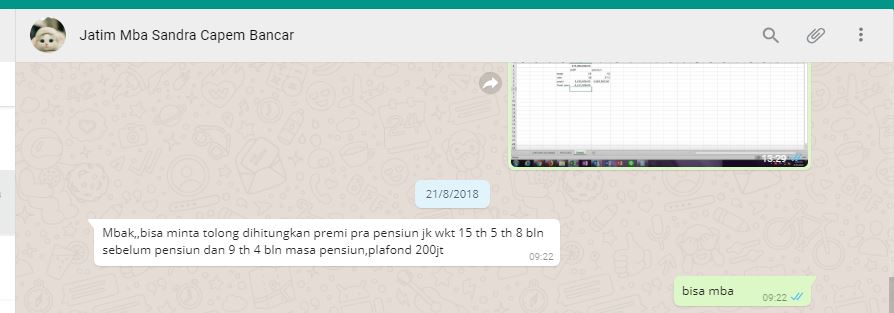 Jatim Mba Sandra Capem Bancar
13:29
21/8/2018
Mbak,,bisa minta tolong dihitungkan premi pra pensiun jk wkt 15 th 5 th 8 bln
sebelum pensiun dan 9 th 4 bln masa pensiun,plafond 200jt
09:22
bisa mba
09:22